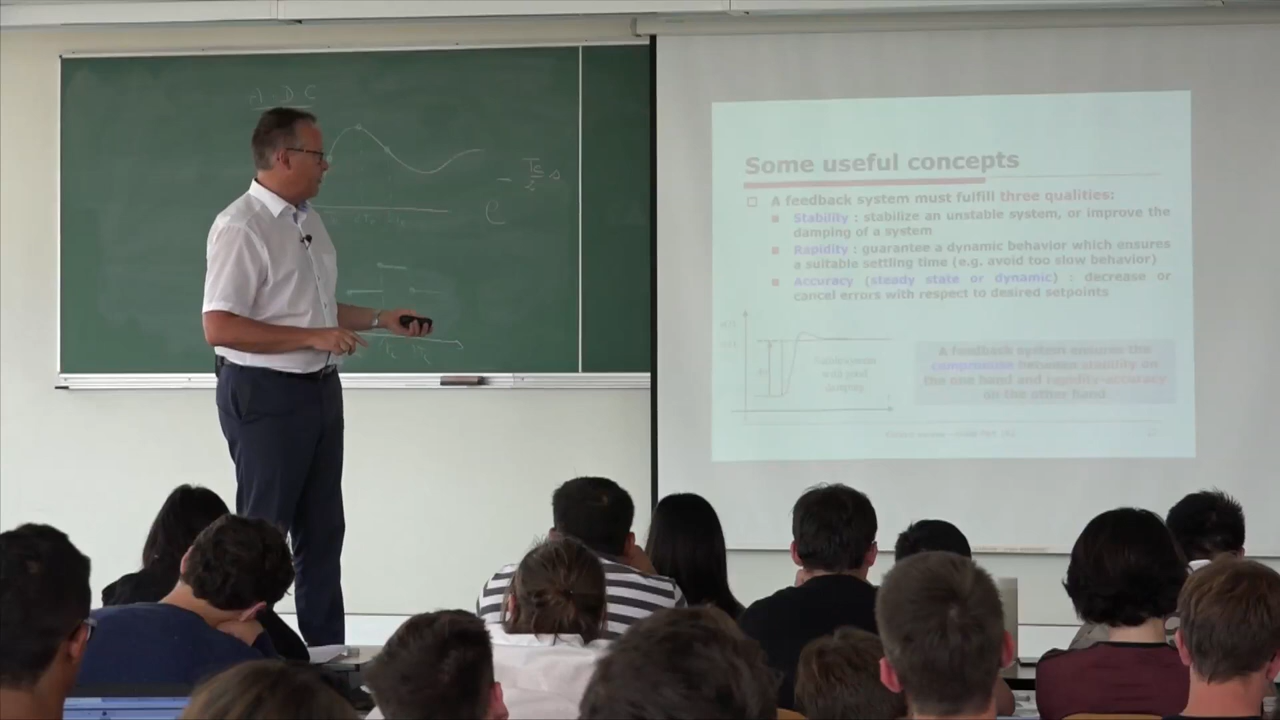 A D C
Some useful concepts
A feedback system must fulfill three qualities:
Stability : stabilize an unstable system, or improve the
damping of a system
Rapidity : guarantee a dynamic behavior which ensures
a suitable settling time (e.g. avoid too slow behavior)
Accuracy (steady state or dynamic) : decrease or
cancel errors with respect to desired setpoints
A feedback system ensures the
compromise between stability on
the one hand and rapidity-accuracy
on the other hand